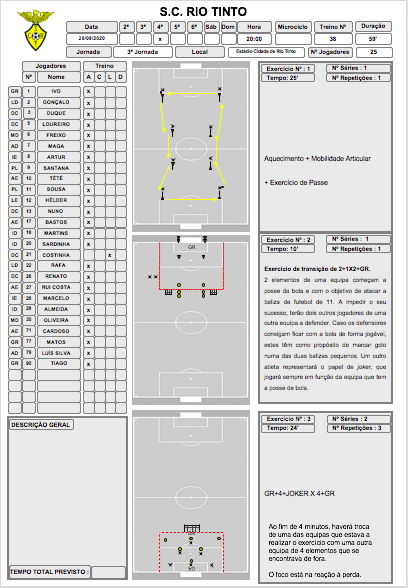 S.C. RIO TINTO
Data 2ª 3ª 4ª 5ª 6ª Sáb Dom Hora Microciclo Treino Nº Duração
28/09/2020 x 20:00 38 59'
Jornada 3ª Jornada Local Estádio Cidade de Rio Tinto Nº Jogadores 25
Jogadores Treino
Nº Nome A C L D
GR 1 IVO x
LD 2 GONÇALO x
DC 3 DUQUE x
DC 5 LOUREIRO x
MD 6 FREIXO x
AD 7 MAGA x
IE 8 ARTUR x
PL 9 SANTANA x
AE 10 TÉTÉ x
PL 11 SOUSA x
LE 12 HÉLDER x
DC 13 NUNO x
AE 17 BASTOS x
ID 18 MARTINS x
ID 20 SARDINHA x
DC 21 COSTINHA x
LD 22 RAFA x
DC 26 RENATO x
AE 27 RUI COSTA x
IE 28 MARCELO x
ID 29 ALMEIDA x
MD 30 OLIVEIRA x
AE 71 CARDOSO x
GR 77 MATOS x
AD 79 LUÍS SILVA x
GR 90 TIAGO x
DESCRIÇÃO GERAL
TEMPO TOTAL PREVISTO :
Exercício Nº : 1 Nº Séries : 1
Tempo: 25' Nº Repetições : 1
Aquecimento + Mobilidade Articular
+ Exercício de Passe
GR
Exercício Nº : 2 Nº Séries : 1
Tempo: 10' Nº Repetições : 1
Exercício de transição de 2+1X2+GR.
2 elementos de uma equipa começam a
posse da bola e com o objetivo de atacar a
baliza de futebol de 11. A impedir o seu
sucesso, terão dois outros jogadores de uma
outra equipa a defender. Caso os defensores
consigam ficar com a bola de forma jogável,
estes têm como propósito de marcar golo
numa das duas balizas pequenas. Um outro
atleta representará o papel de joker, que
jogará sempre em função da equipa que tem
a posse de bola.
Exercício Nº : 3 Nº Séries : 2
Tempo: 24' Nº Repetições : 3
GR+4+JOKER X 4+GR
Ao fim de 4 minutos, haverá troca
de uma das equipas que estava a
realizar o exercício com uma outra
equipa de 4 elementos que se
encontrava de fora.
O foco está na reação à perda.